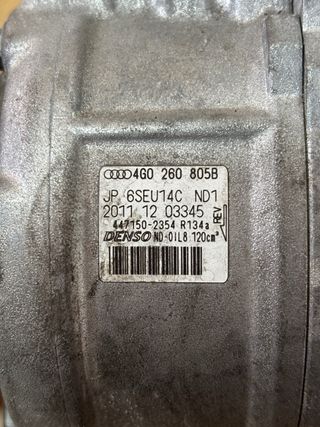 4G0 260 805B
JP 6SEU14C ND1
2011 12 03345 REV
447150-2354 R134a
DENSO ND-OIL8 120cm³